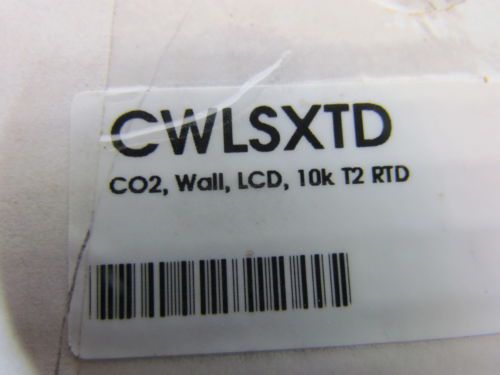 CWLSXTD
CO2, Wall, LCD, 10k T2 RTD